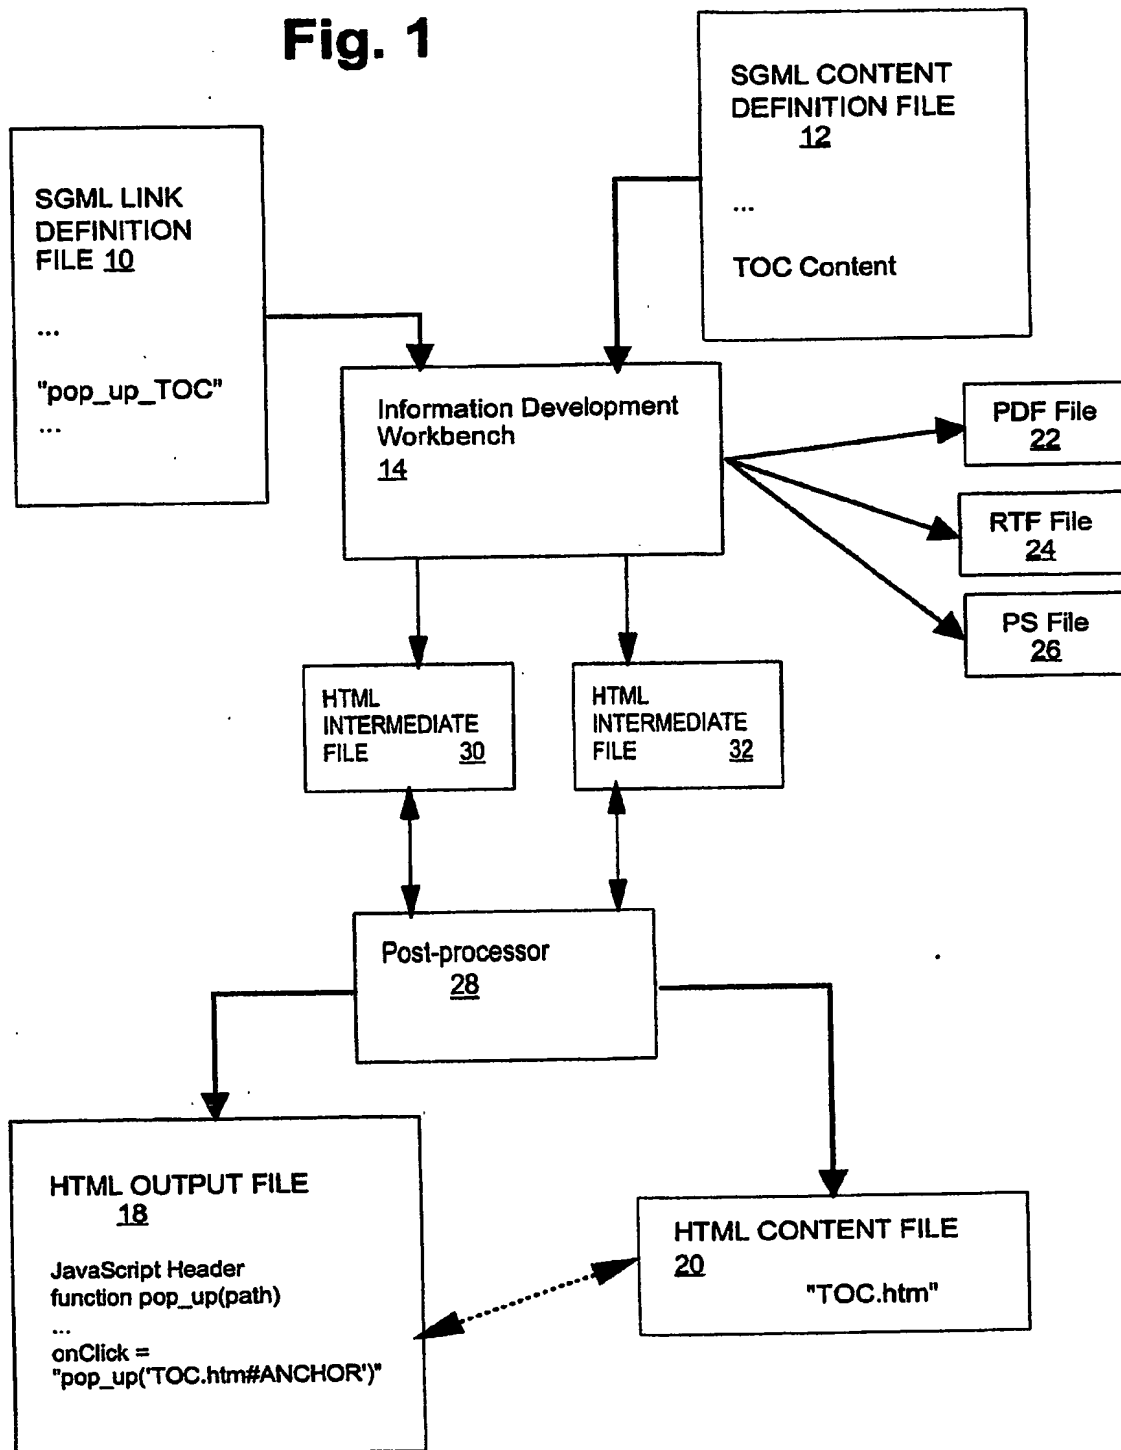 Fig. 1
SGML LINK
DEFINITION
FILE 10
...
"pop_up_TOC"
...
SGML CONTENT
DEFINITION FILE
12
...
TOC Content
Information Development
Workbench
14
PDF File
22
RTF File
24
PS File
26
HTML
INTERMEDIATE
FILE 30
HTML
INTERMEDIATE
FILE 32
Post-processor
28
HTML OUTPUT FILE
18
JavaScript Header
function pop_up(path)
...
onClick =
"pop_up('TOC.htm#ANCHOR')"
HTML CONTENT FILE
20
"TOC.htm"